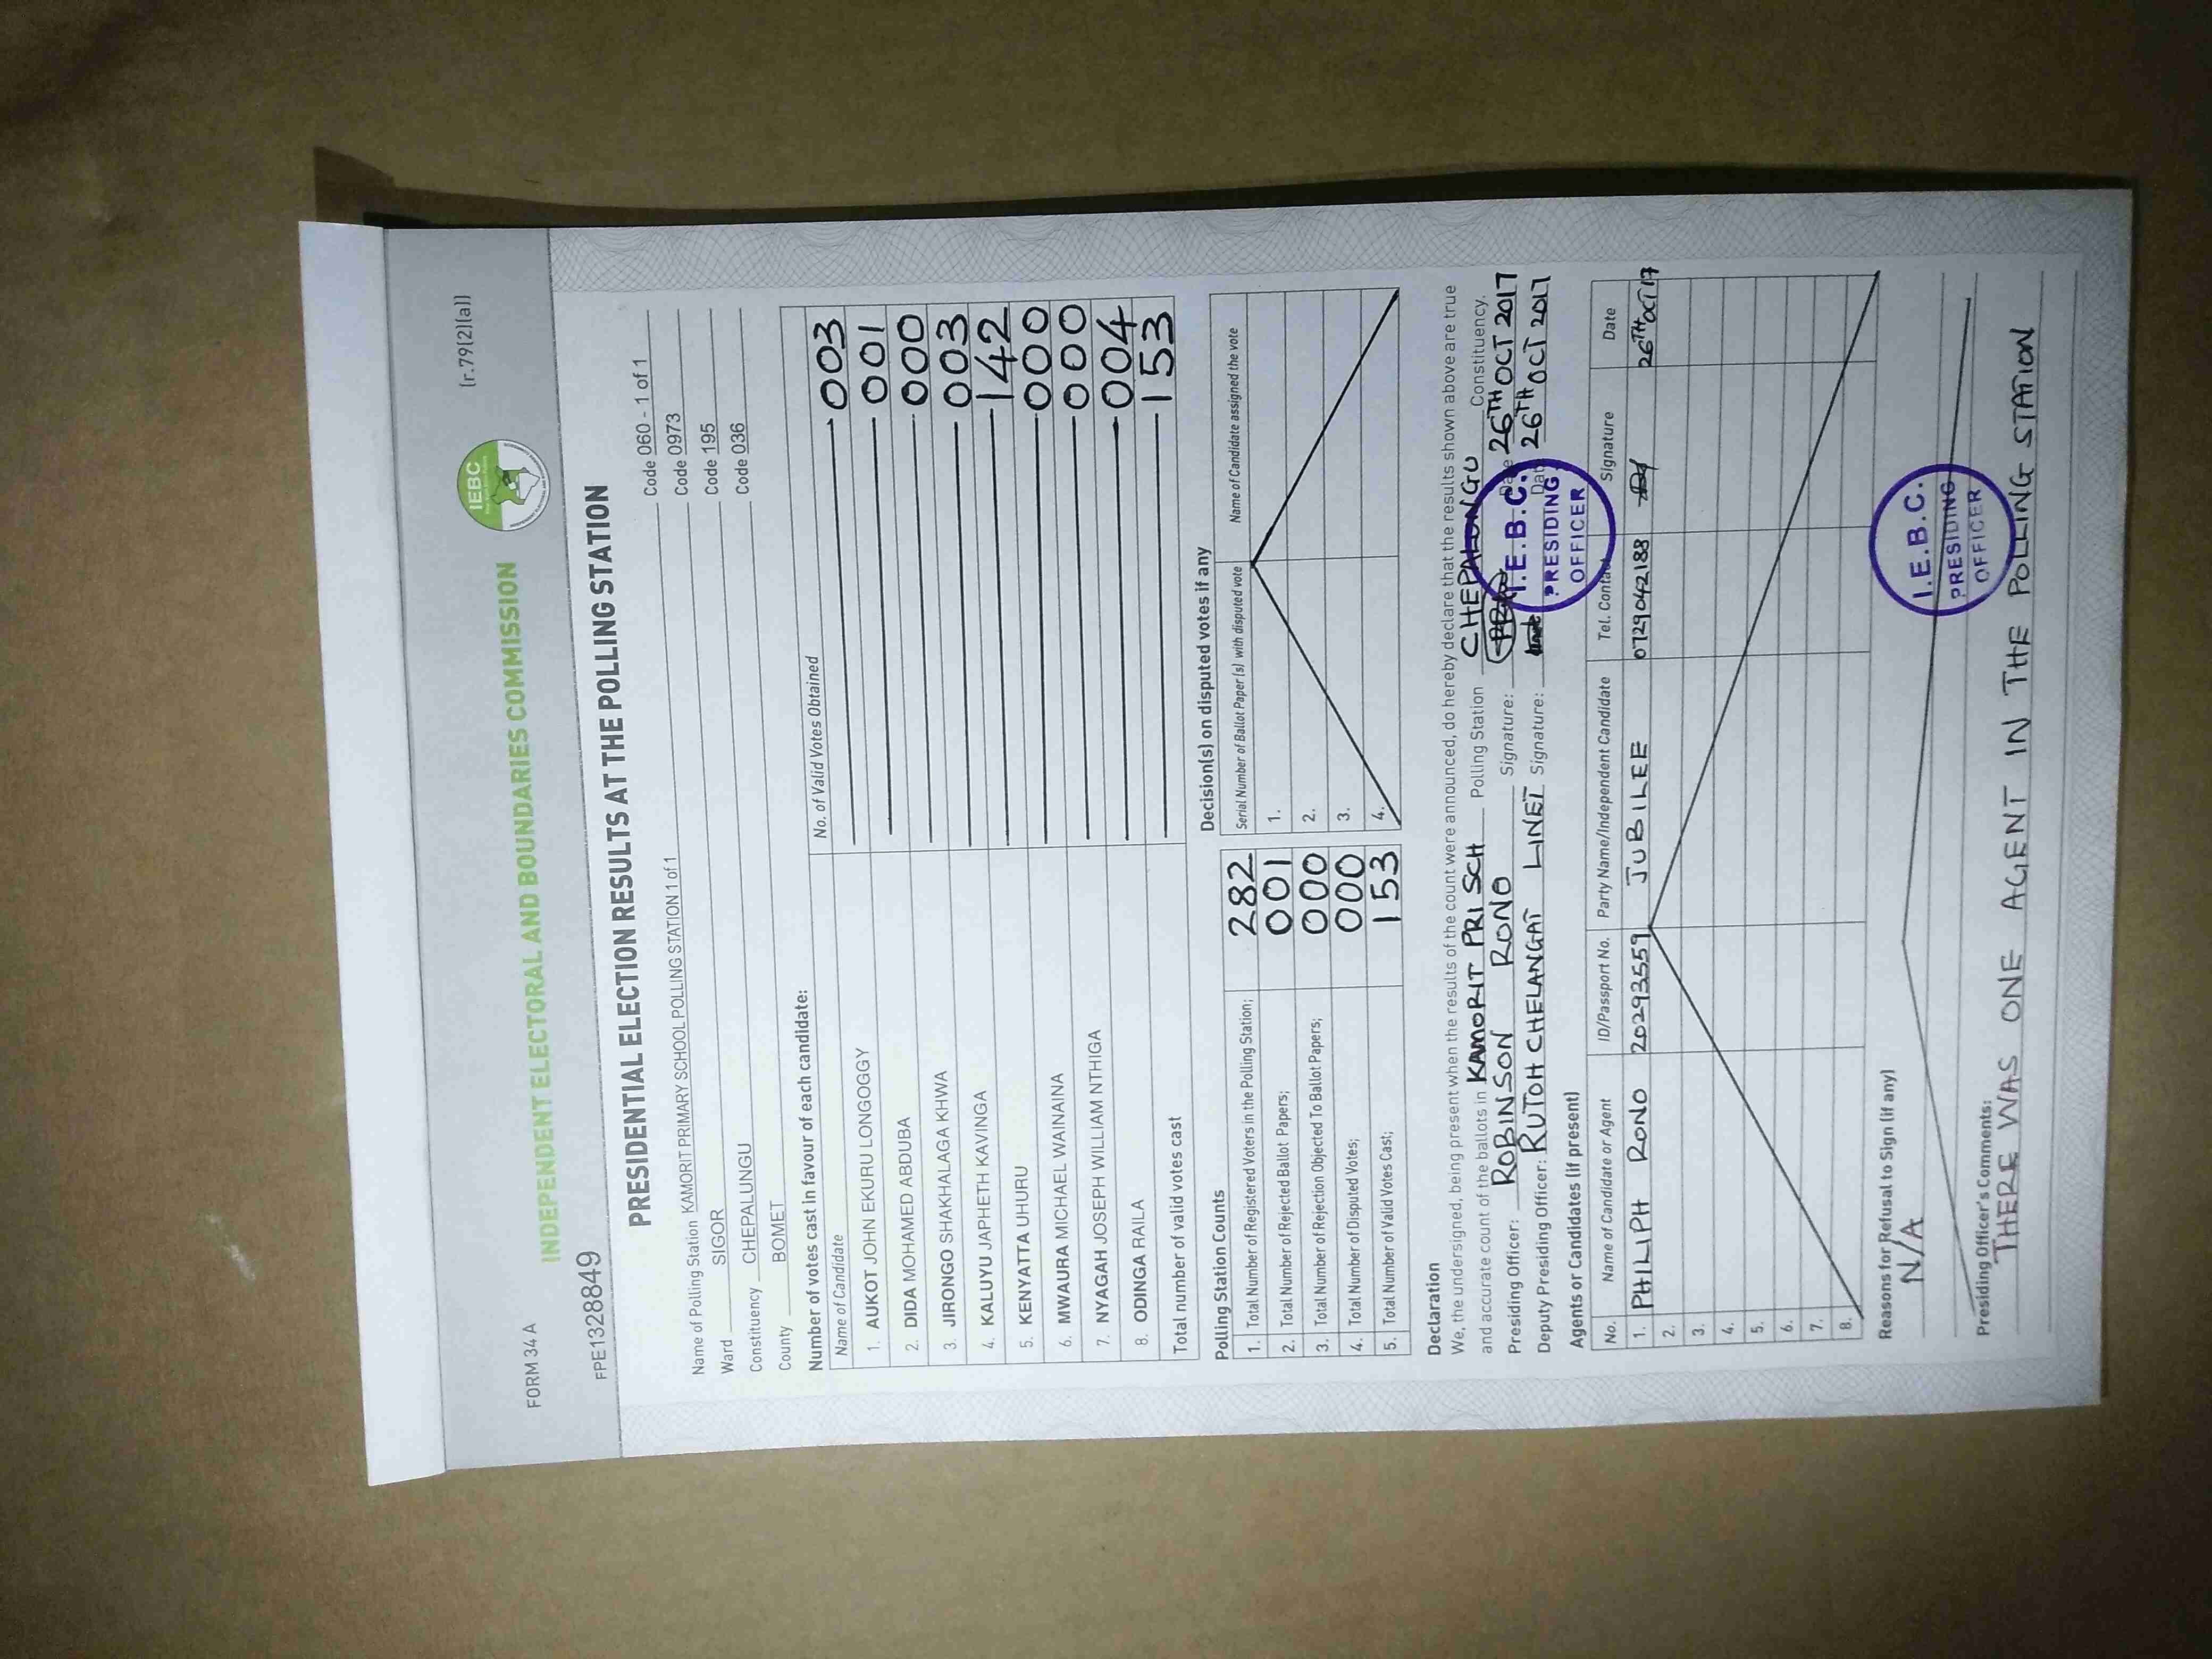 FORM 34 A
(r.79(2)(a))
IEBC
INDEPENDENT ELECTORAL AND BOUNDARIES COMMISSION
FPE1328849
PRESIDENTIAL ELECTION RESULTS AT THE POLLING STATION
Name of Polling Station KAMORIT PRIMARY SCHOOL POLLING STATION 1 of 1 Code 060 - 1 of 1
Ward SIGOR Code 0973
Constituency CHEPALUNGU Code 195
County BOMET Code 036
Number of votes cast in favour of each candidate:
Name of Candidate No. of Valid Votes Obtained
1. AUKOT JOHN EKURU LONGOGGY 003
2. DIDA MOHAMED ABDUBA 001
3. JIRONGO SHAKHALAGA KHWA 000
4. KALUYU JAPHETH KAVINGA 003
5. KENYATTA UHURU 142
6. MWAURA MICHAEL WAINAINA 000
7. NYAGAH JOSEPH WILLIAM NTHIGA 000
8. ODINGA RAILA 004
Total number of valid votes cast 153
Polling Station Counts
1. Total Number of Registered Voters in the Polling Station; 282
2. Total Number of Rejected Ballot Papers; 001
3. Total Number of Rejection Objected To Ballot Papers; 000
4. Total Number of Disputed Votes; 000
5. Total Number of Valid Votes Cast; 153
Decision(s) on disputed votes if any
Serial Number of Ballot Paper (s) with disputed vote Name of Candidate assigned the vote
1.
2.
3.
4.
Declaration
We, the undersigned, being present when the results of the count were announced, do hereby declare that the results shown above are true
and accurate count of the ballots in KAMORIT PRI SCH Polling Station CHEPALUNGU Constituency.
Presiding Officer: ROBINSON RONO Signature: Date 26TH OCT 2017
Deputy Presiding Officer: RUTOH CHELANGAT LINET Signature: Date 26TH OCT 2017
I.E.B.C.
PRESIDING
OFFICER
Agents or Candidates (if present)
No. Name of Candidate or Agent ID/Passport No. Party Name/Independent Candidate Tel. Contact Signature Date
1. PHILIPH RONO 20293559 JUBILEE 0729042188 26TH OCT 17
2.
3.
4.
5.
6.
7.
8.
Reasons for Refusal to Sign (if any)
N/A
I.E.B.C.
PRESIDING
OFFICER
Presiding Officer's Comments:
THERE WAS ONE AGENT IN THE POLLING STATION